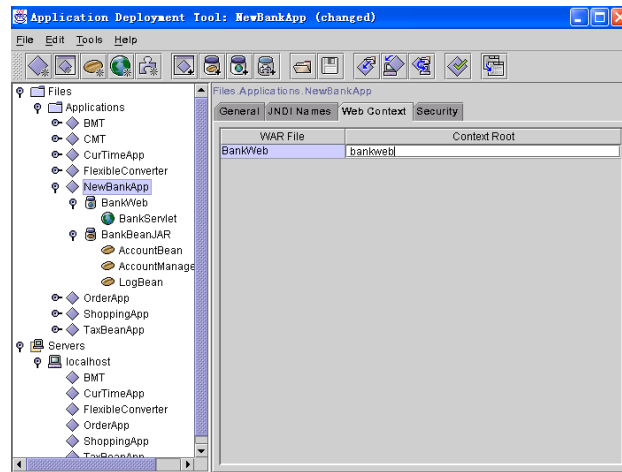 Application Deployment Tool: NewBankApp (changed)
File Edit Tools Help
Files
Applications
BMT
CMT
CurTimeApp
FlexibleConverter
NewBankApp
BankWeb
BankServlet
BankBeanJAR
AccountBean
AccountManage
LogBean
OrderApp
ShoppingApp
TaxBeanApp
Servers
localhost
BMT
CurTimeApp
FlexibleConverter
OrderApp
ShoppingApp
TaxBeanApp
Files.Applications.NewBankApp
General JNDI Names Web Context Security
WAR File Context Root
BankWeb bankweb